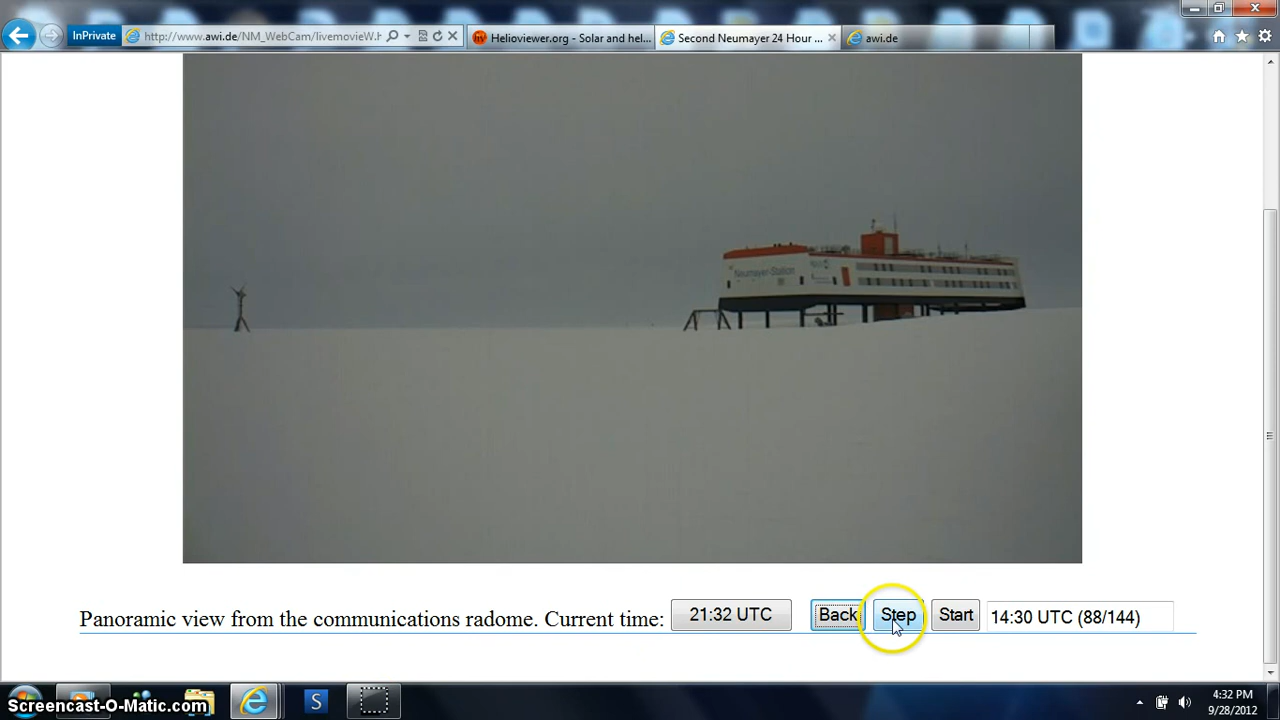 InPrivate
http://www.awi.de/NM_WebCam/livemovieW.h
Helioviewer.org - Solar and hel...
Second Neumayer 24 Hour ...
awi.de
Neumayer-Station
Panoramic view from the communications radome. Current time: 21:32 UTC Back Step Start 14:30 UTC (88/144)
S
4:32 PM
9/28/2012
Screencast-O-Matic.com